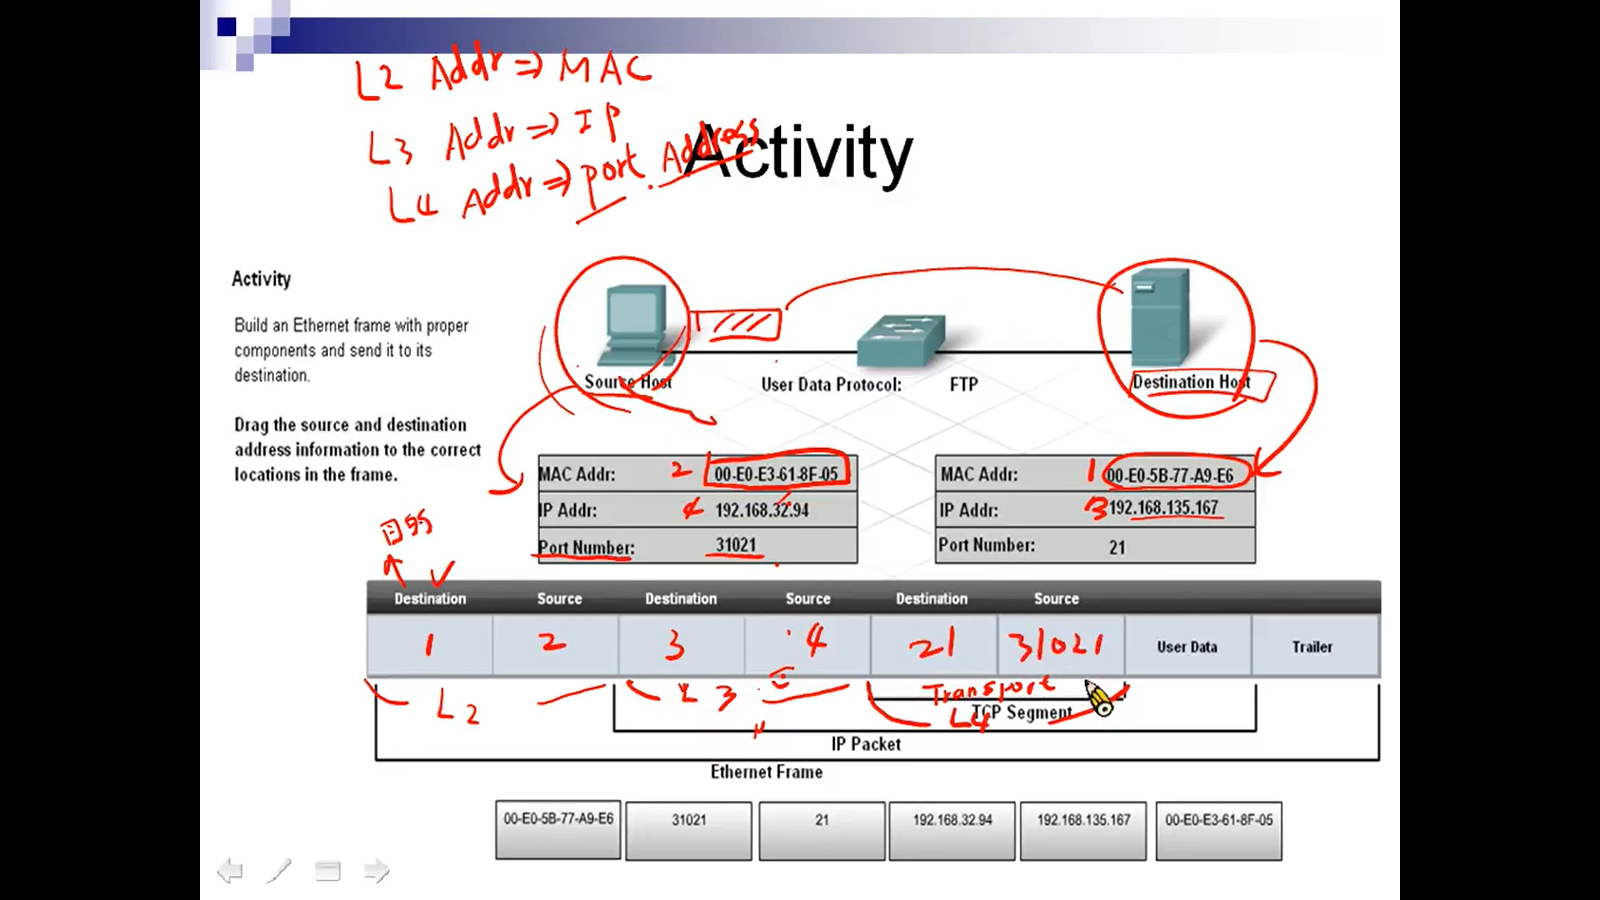 L2 Addr => MAC
L3 Addr => IP
L4 Addr => port Address
Activity
Activity
Build an Ethernet frame with proper
components and send it to its
destination.
Drag the source and destination
address information to the correct
locations in the frame.
Source Host
User Data Protocol: FTP
Destination Host
MAC Addr: 2 00-E0-E3-61-8F-05
IP Addr: 4 192.168.32.94
Port Number: 31021
MAC Addr: 1 00-E0-5B-77-A9-E6
IP Addr: 3 192.168.135.167
Port Number: 21
Destination Source Destination Source Destination Source
1 2 3 4 21 31021 User Data Trailer
L2 L3 Transport
L4
TCP Segment
IP Packet
Ethernet Frame
00-E0-5B-77-A9-E6 31021 21 192.168.32.94 192.168.135.167 00-E0-E3-61-8F-05